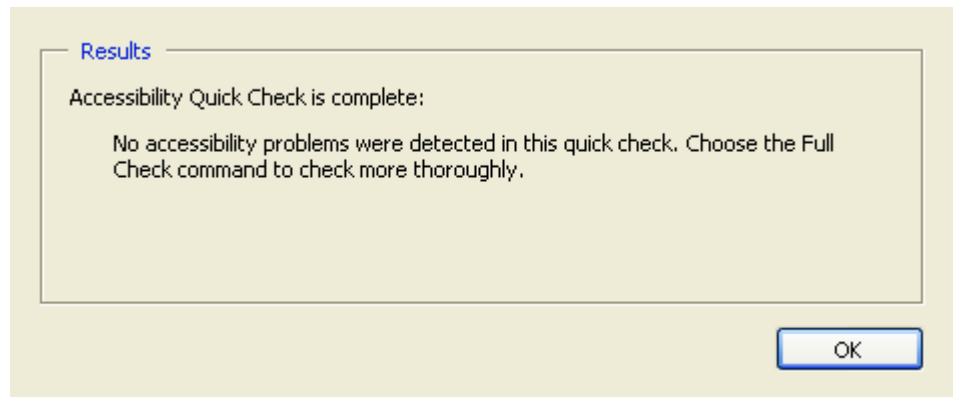 Results
Accessibility Quick Check is complete:
No accessibility problems were detected in this quick check. Choose the Full
Check command to check more thoroughly.
OK